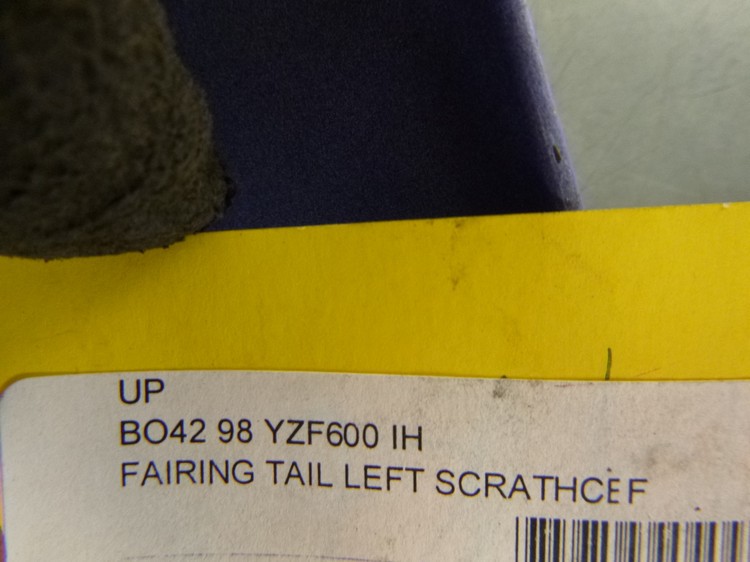 UP
BO42 98 YZF600 IH
FAIRING TAIL LEFT SCRATHCEF